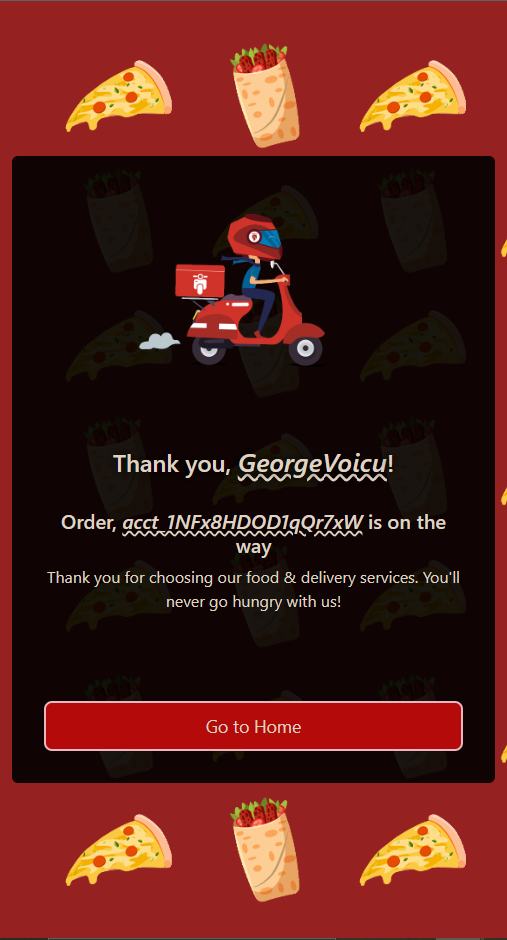 Thank you, GeorgeVoicu!
Order, acct_1NFx8HDOD1qQr7xW is on the
way
Thank you for choosing our food & delivery services. You'll
never go hungry with us!
Go to Home